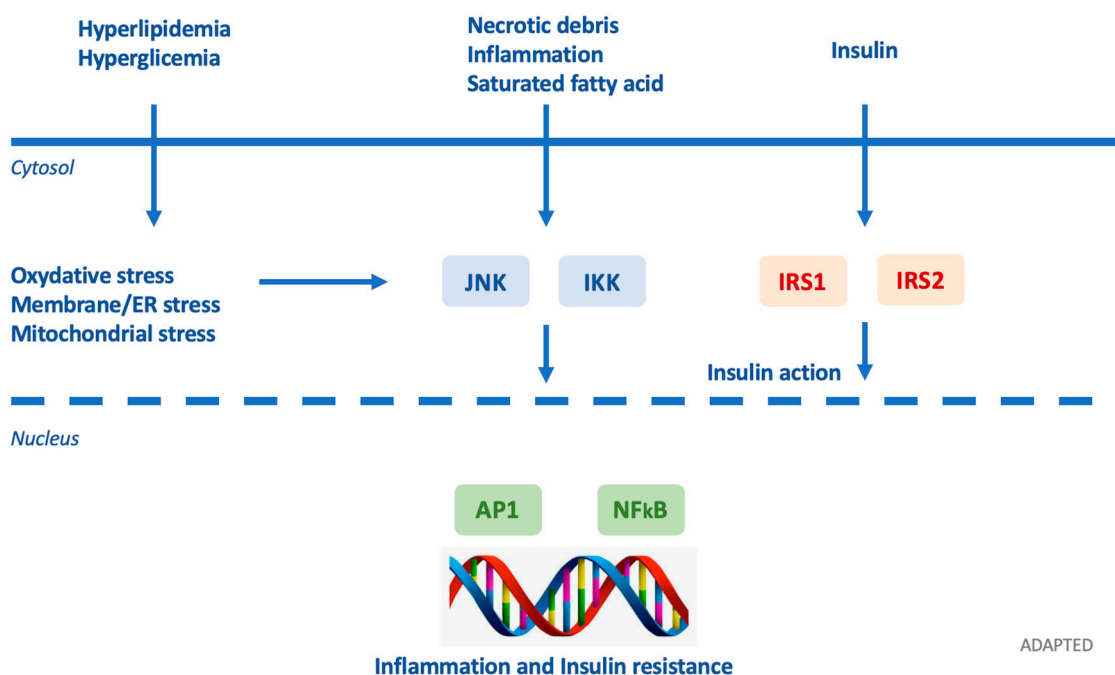 Hyperlipidemia
Hyperglicemia
Necrotic debris
Inflammation
Saturated fatty acid
Insulin
Cytosol
Oxydative stress
Membrane/ER stress
Mitochondrial stress
JNK
IKK
IRS1
IRS2
Insulin action
Nucleus
AP1
NFkB
Inflammation and Insulin resistance
ADAPTED